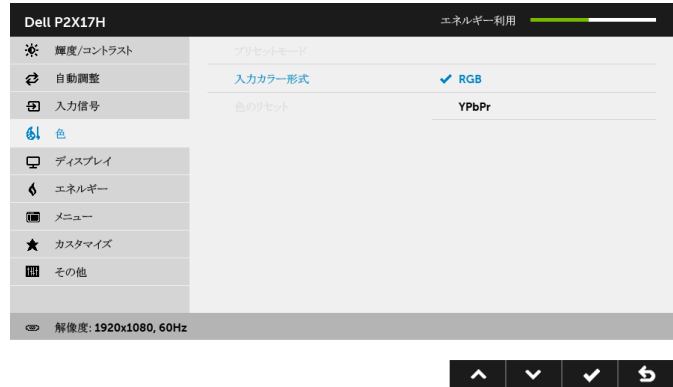 Dell P2X17H
エネルギー利用
輝度/コントラスト
プリセットモード
自動調整
入力カラー形式
RGB
入力信号
色のリセット
YPbPr
色
ディスプレイ
エネルギー
メニュー
カスタマイズ
その他
解像度: 1920x1080, 60Hz